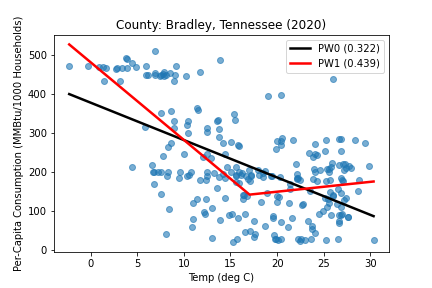 County: Bradley, Tennessee (2020)
PW0 (0.322)
PW1 (0.439)
Per-Capita Consumption (MMBtu/1000 Households)
500
400
300
200
100
0
0
5
10
15
20
25
30
Temp (deg C)